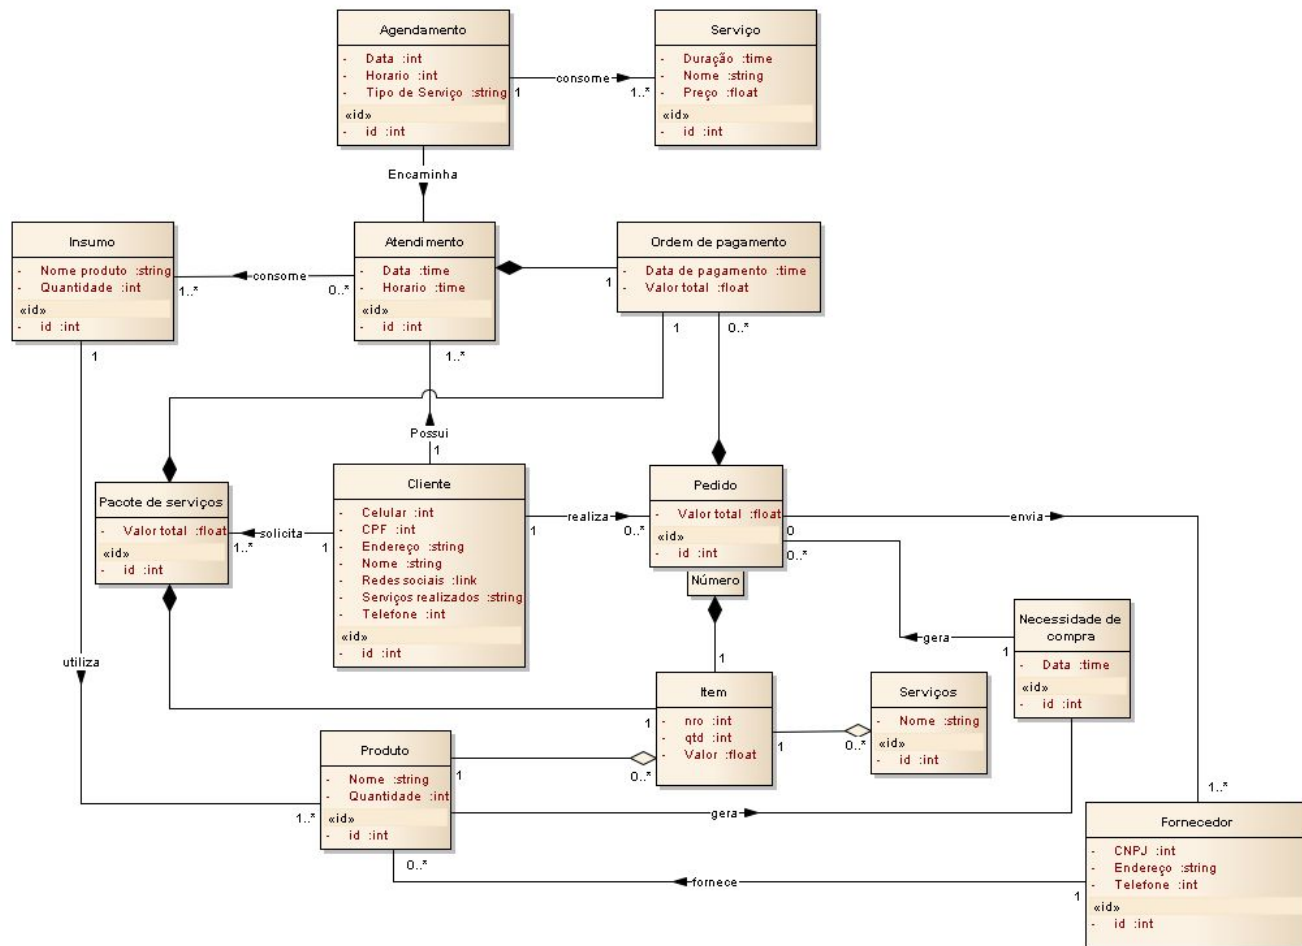 Agendamento
- Data :int
- Horario :int
- Tipo de Serviço :string
«id»
- id :int
1
consome
1..*
Serviço
- Duração :time
- Nome :string
- Preço :float
«id»
- id :int
Encaminha
Insumo
- Nome produto :string
- Quantidade :int
«id»
- id :int
1..*
consome
0..*
1
Atendimento
- Data :time
- Horario :time
«id»
- id :int
1..*
1
Ordem de pagamento
- Data de pagamento :time
- Valor total :float
1
0..*
Possui
1
Pacote de serviços
- Valor total :float
«id»
- id :int
1..*
solicita
1
Cliente
- Celular :int
- CPF :int
- Endereço :string
- Nome :string
- Redes sociais :link
- Serviços realizados :string
- Telefone :int
«id»
- id :int
1
realiza
0..*
Pedido
- Valor total :float
«id»
- id :int
Número
0
envia
0..*
gera
1
Necessidade de
compra
- Data :time
«id»
- id :int
utiliza
1
Item
- nro :int
- qtd :int
- Valor :float
1
0..*
1
0..*
Serviços
- Nome :string
«id»
- id :int
Produto
- Nome :string
- Quantidade :int
«id»
- id :int
1
1..*
0..*
gera
fornece
1
1..*
Fornecedor
- CNPJ :int
- Endereço :string
- Telefone :int
«id»
- id :int